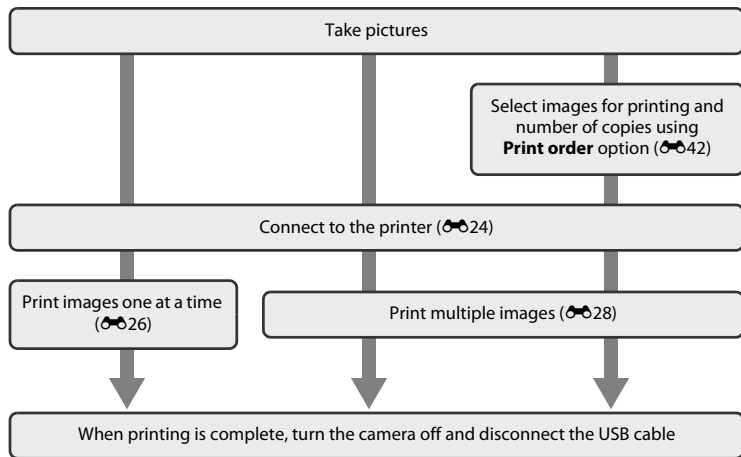 Take pictures
Select images for printing and
number of copies using
Print order option (42)
Connect to the printer (24)
Print images one at a time
(26)
Print multiple images (28)
When printing is complete, turn the camera off and disconnect the USB cable